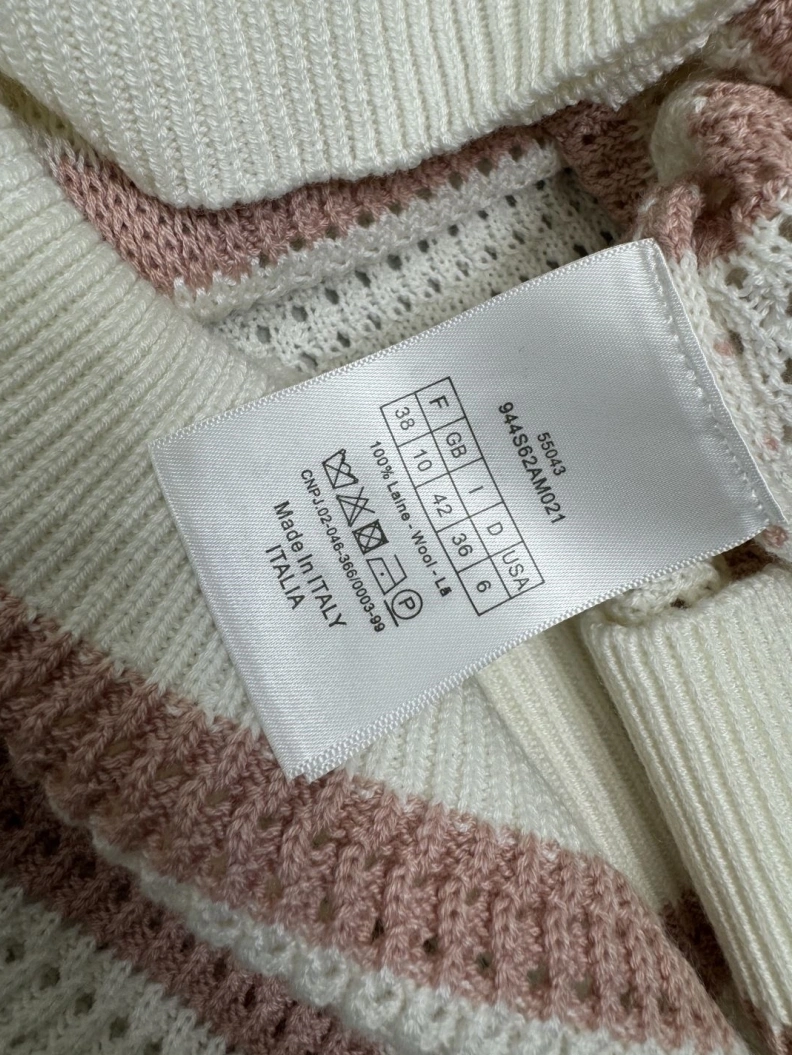 55043
944S62AM021
F GB I D USA
38 10 42 36 6
100% Laine - Wool - Lã
P
CNPJ.02-046-366/0003-99
Made In ITALY
ITALIA